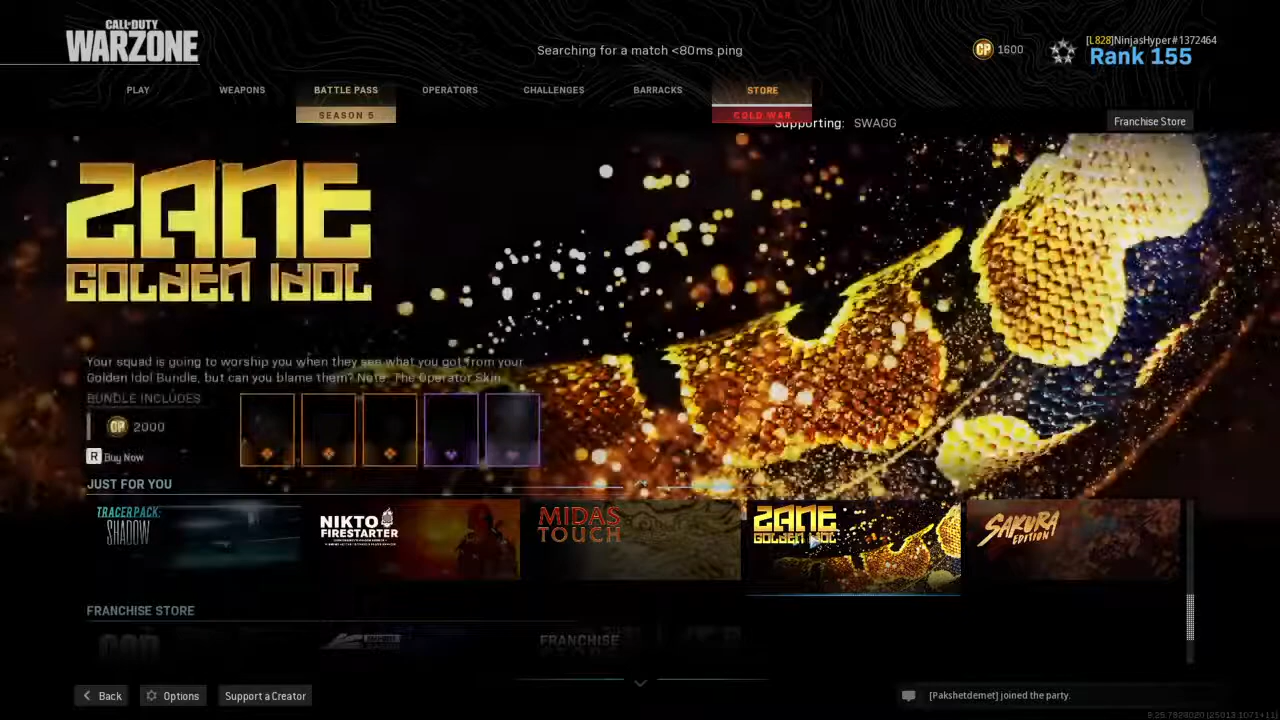 CALL OF DUTY
WARZONE
Searching for a match <80ms ping
CP 1600
[L828]NinjasHyper#1372464
Rank 155
PLAY
WEAPONS
BATTLE PASS
OPERATORS
CHALLENGES
BARRACKS
STORE
SEASON 5
COLD WAR
Supporting: SWAGG
Franchise Store
ZANE
GOLDEN IDOL
Your squad is going to worship you when they see what you got from your
Golden Idol Bundle, but can you blame them? Note: The Operator Skin
BUNDLE INCLUDES
CP 2000
R Buy Now
JUST FOR YOU
TRACER PACK:
SHADOW
NIKTO
FIRESTARTER
MIDAS
TOUCH
ZANE
GOLDEN IDOL
SAKURA
EDITION
FRANCHISE STORE
FRANCHISE
Back
Options
Support a Creator
[Pakshetdemet] joined the party.